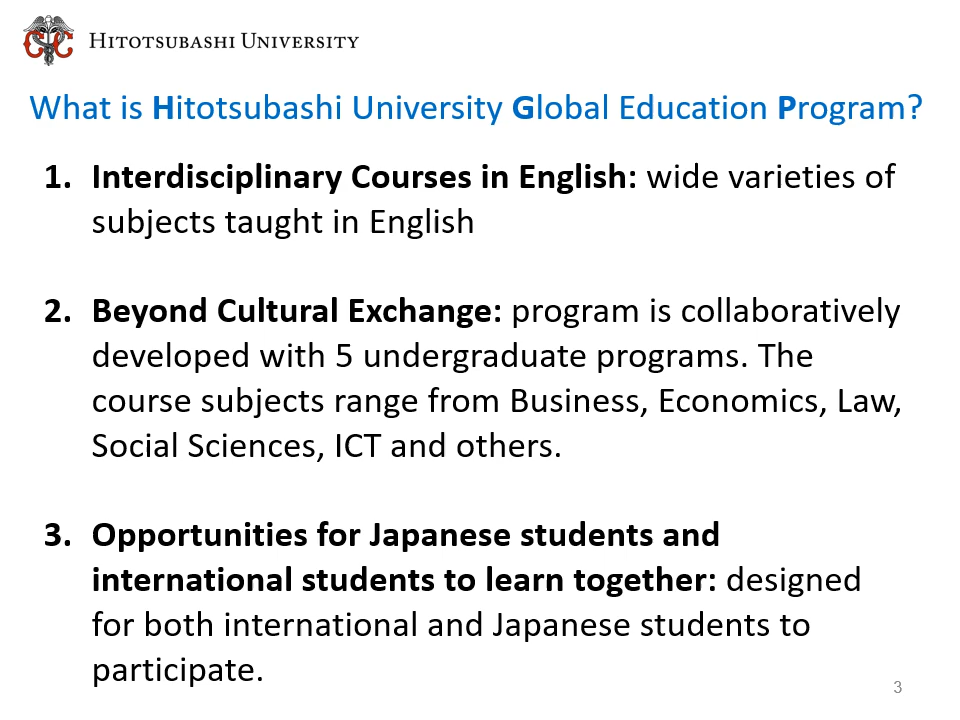 HITOTSUBASHI UNIVERSITY
What is Hitotsubashi University Global Education Program?
1. Interdisciplinary Courses in English: wide varieties of
subjects taught in English
2. Beyond Cultural Exchange: program is collaboratively
developed with 5 undergraduate programs. The
course subjects range from Business, Economics, Law,
Social Sciences, ICT and others.
3. Opportunities for Japanese students and
international students to learn together: designed
for both international and Japanese students to
participate.
3